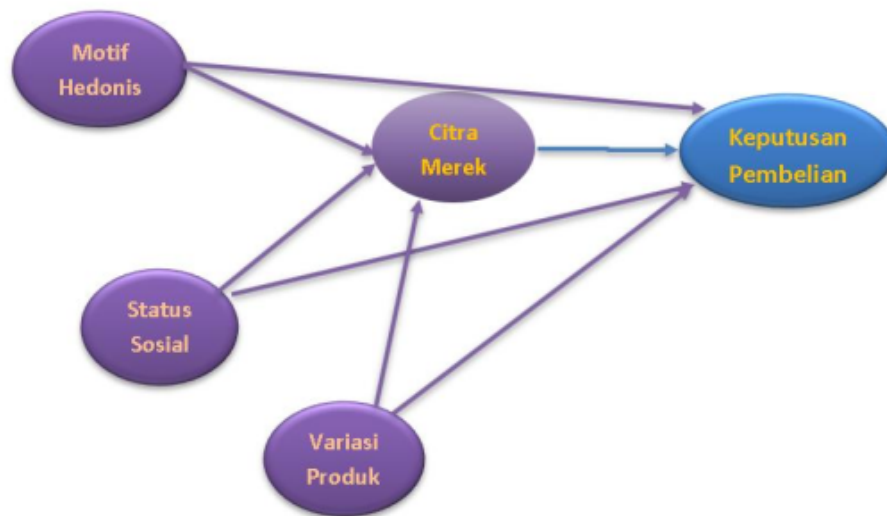 Motif
Hedonis
Citra
Merek
Keputusan
Pembelian
Status
Sosial
Variasi
Produk